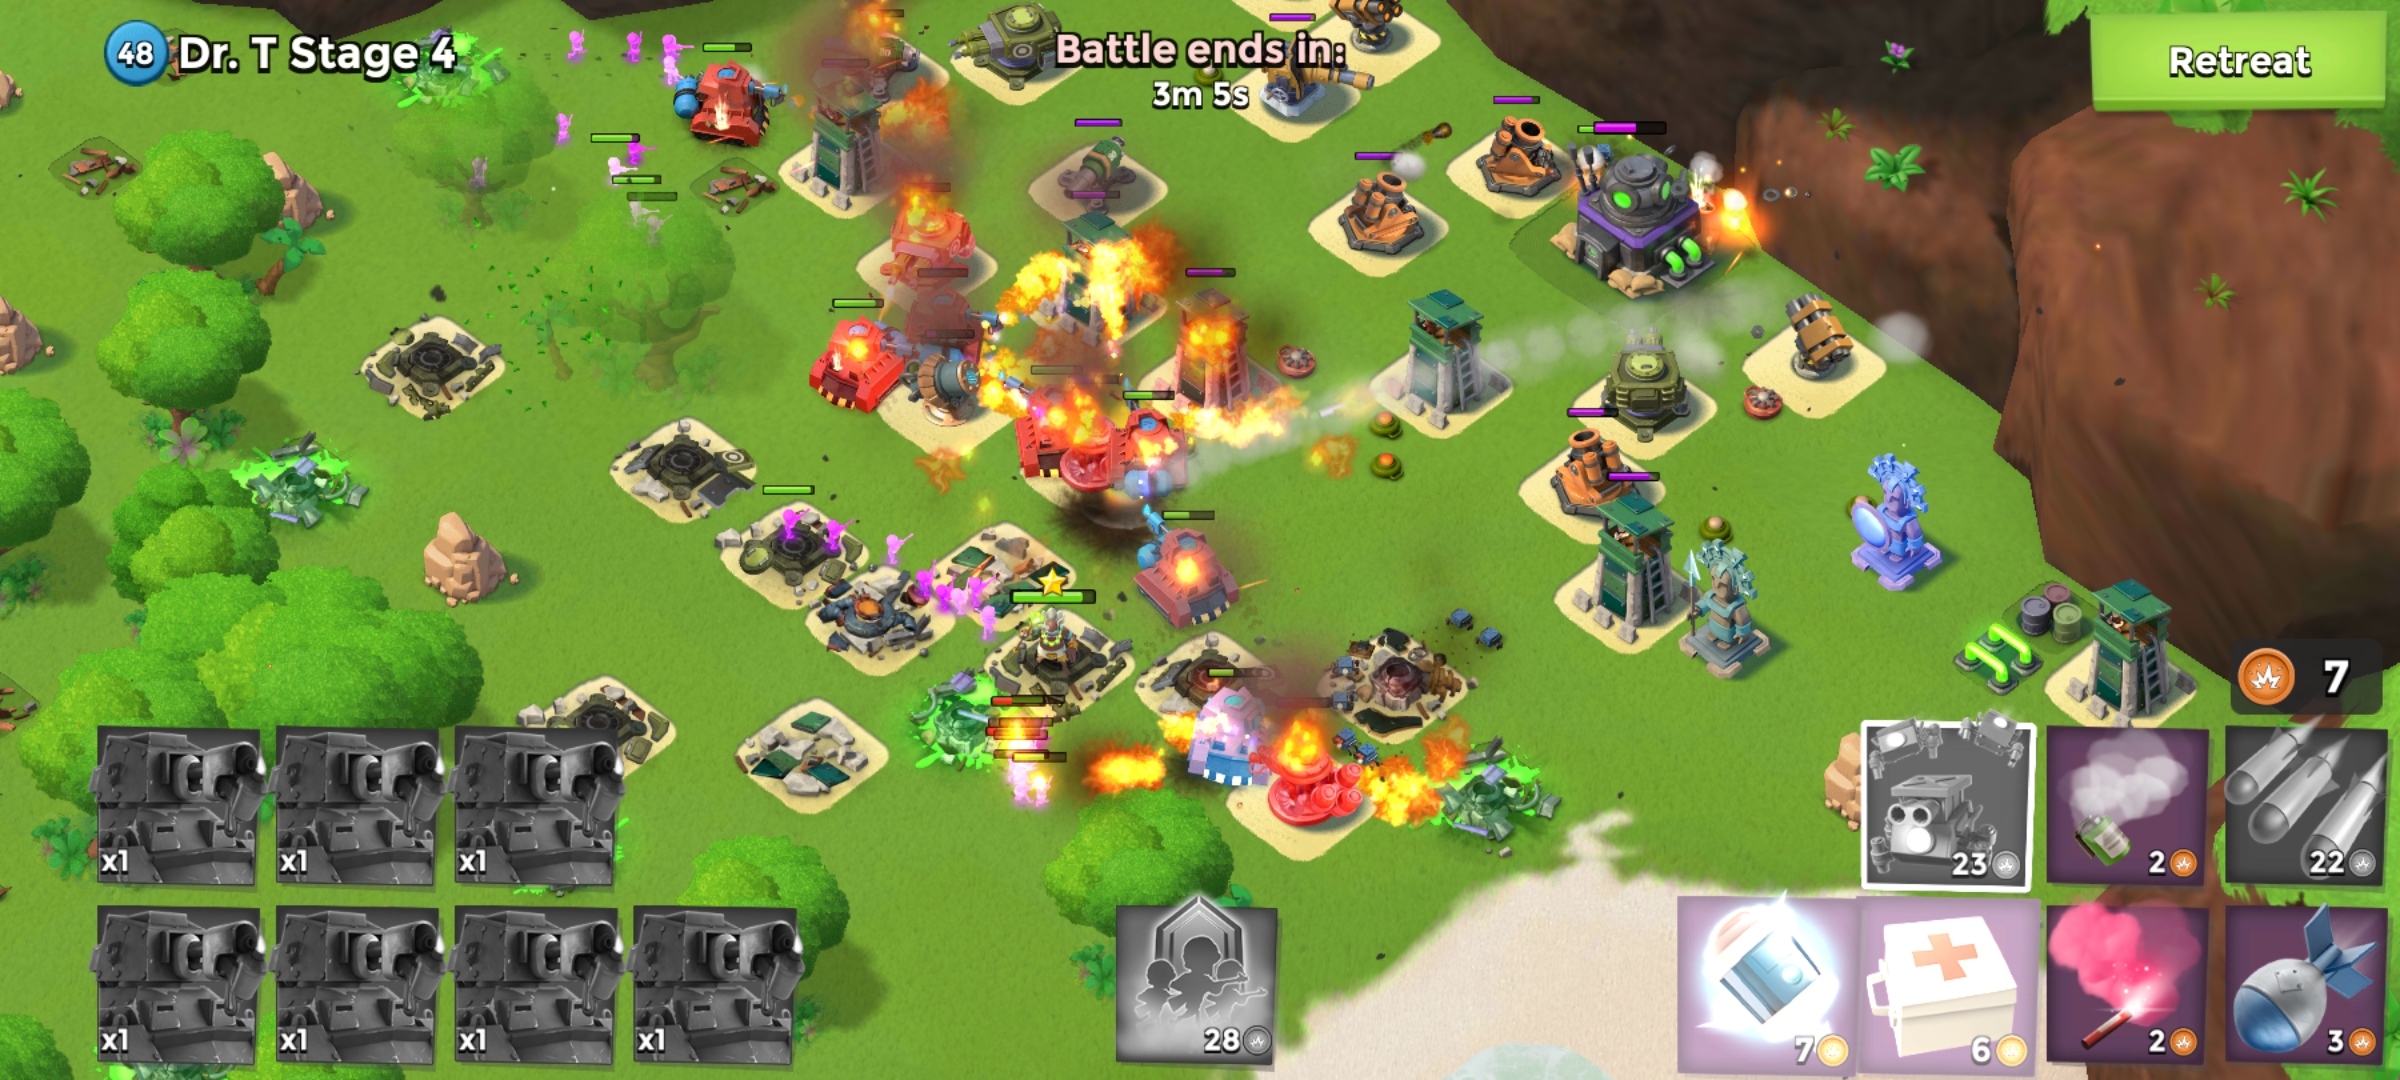 48 Dr. T Stage 4
Battle ends in:
3m 5s
Retreat
7
x1
x1
x1
23
2
22
x1
x1
x1
x1
28
7
6
2
3